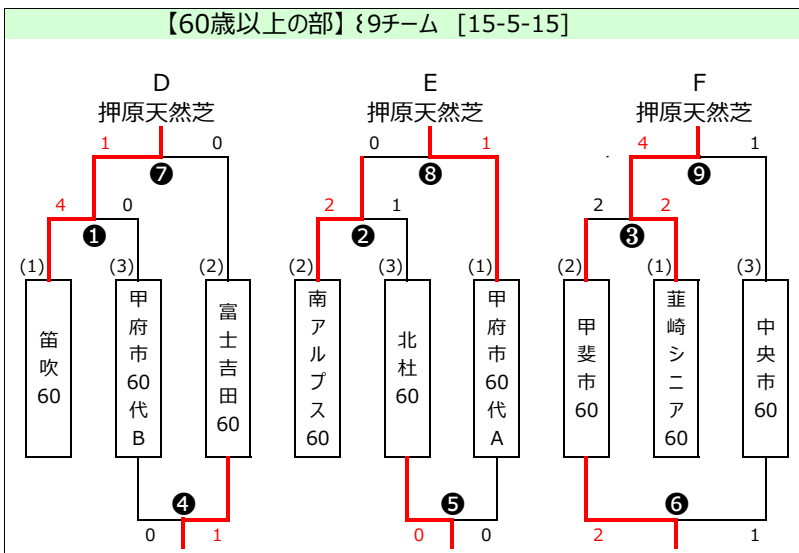 【60歳以上の部】 ﾐ9チーム [15-5-15]
D E F
押原天然芝 押原天然芝 押原天然芝
1 0 0 1 4 1
❼ ❽ ❾
4 0 2 1 2 2
❶ ❷ ❸
(1) (3) (2) (2) (3) (1) (2) (1) (3)
笛吹60
甲府市60代B
富士吉田60
南アルプス60
北杜60
甲府市60代A
甲斐市60
韮崎シニア60
中央市60
❹ ❺ ❻
0 1 0 0 2 1